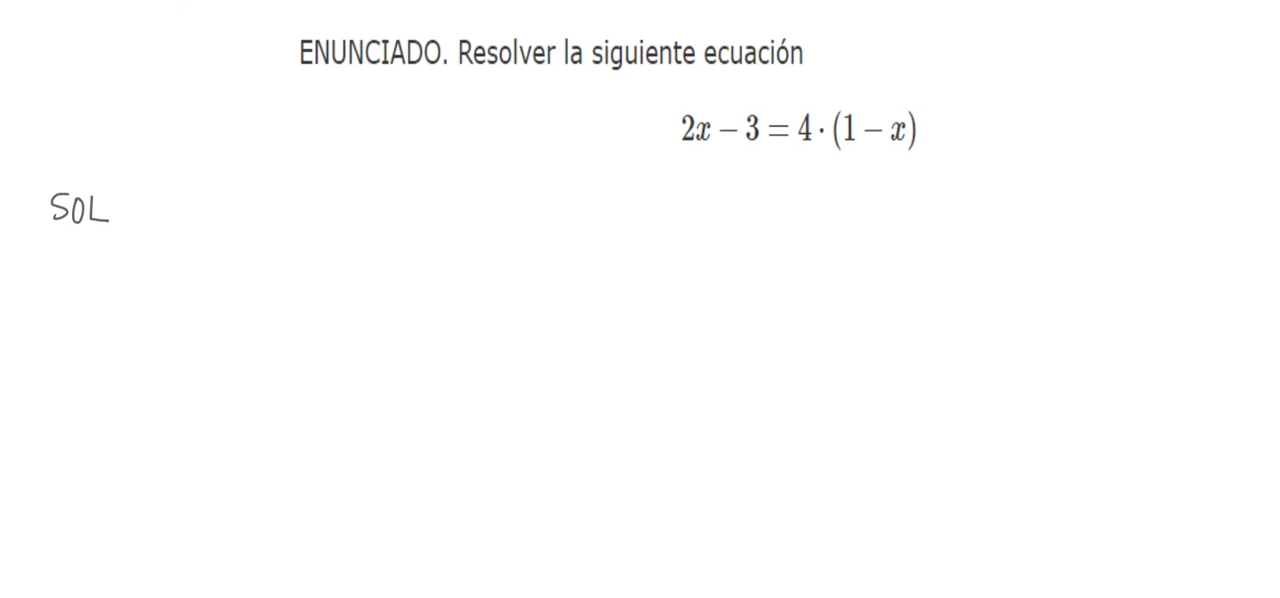 ENUNCIADO. Resolver la siguiente ecuación
2x − 3 = 4 · (1 − x)
SOL